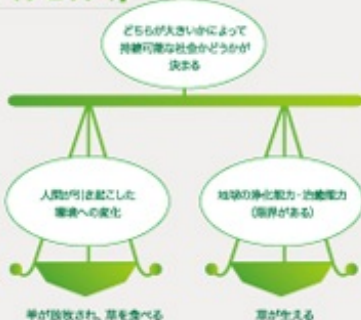 どちらが大きいかによって
持続可能な社会かどうかが
決まる
人間が引き起こした
環境への変化
地球の浄化能力・治癒能力
(限界がある)
羊が放牧され、草を食べる
草が生える